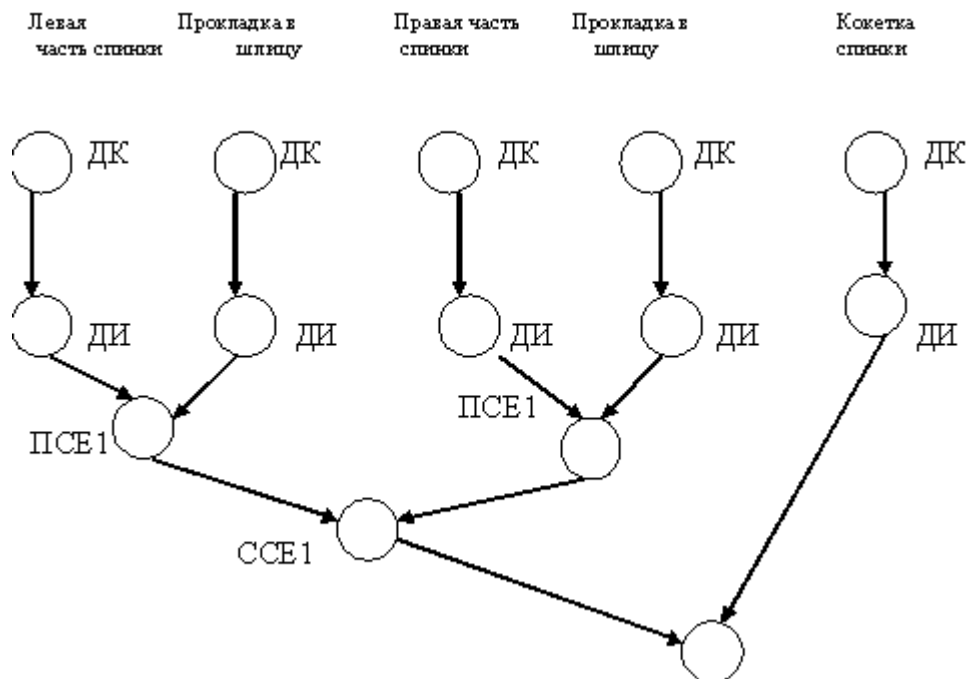 Левая
часть спинки
Прокладка в
шлицу
Правая часть
спинки
Прокладка в
шлицу
Кокетка
спинки
ДК
ДК
ДК
ДК
ДК
ДИ
ДИ
ДИ
ДИ
ДИ
ПСЕ1
ПСЕ1
ССЕ1